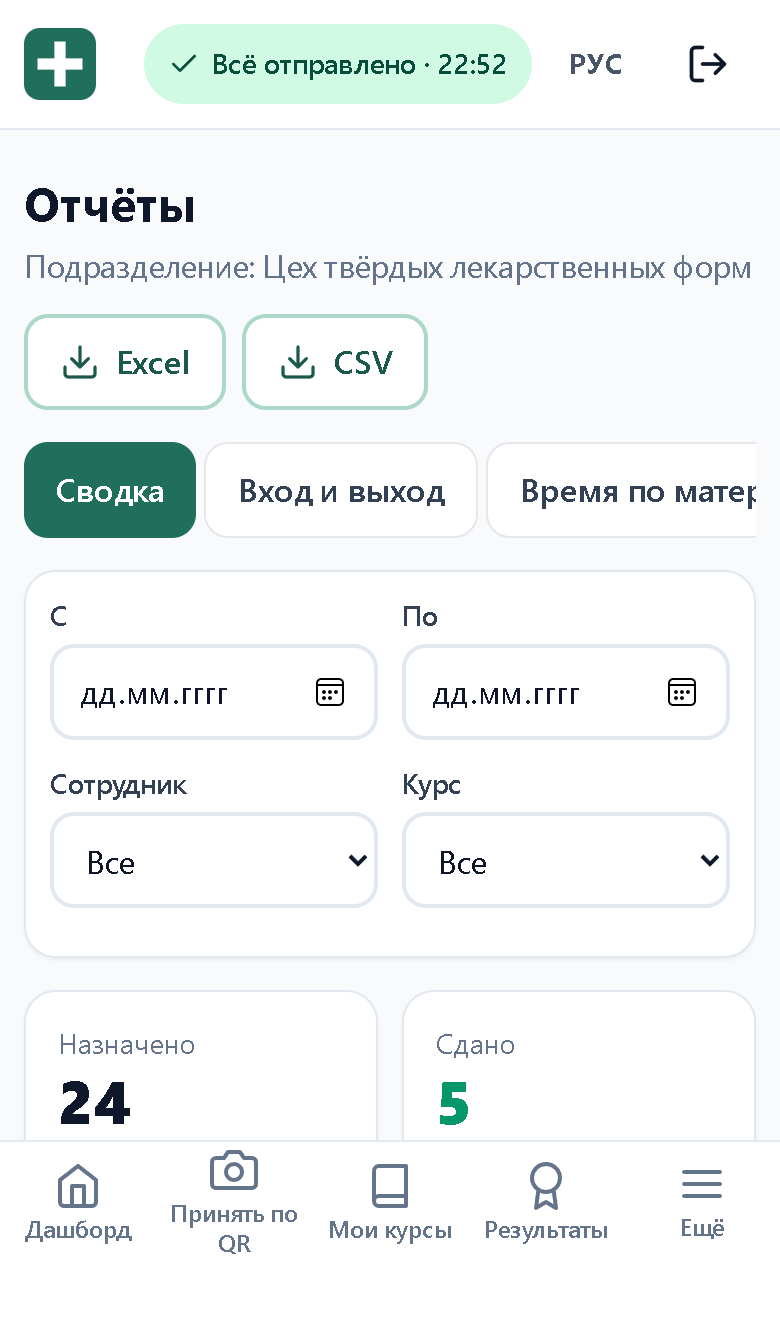 Всё отправлено · 22:52
РУС
Отчёты
Подразделение: Цех твёрдых лекарственных форм
Excel
CSV
Сводка
Вход и выход
Время по матер
С
По
дд.мм.гггг
дд.мм.гггг
Сотрудник
Курс
Все
Все
Назначено
Сдано
24
5
Дашборд
Принять по
QR
Мои курсы
Результаты
Ещё